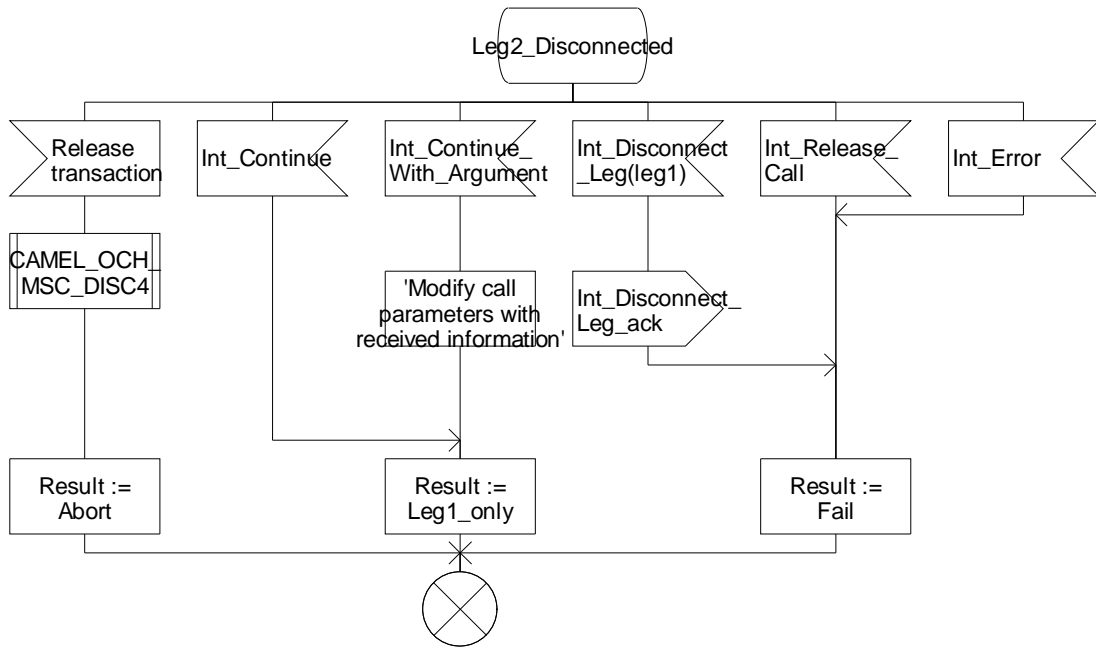 Leg2_Disconnected
Release
transaction
Int_Continue
Int_Continue_
With_Argument
Int_Disconnect
_Leg(leg1)
Int_Release_
Call
Int_Error
CAMEL_OCH_
MSC_DISC4
'Modify call
parameters with
received information'
Int_Disconnect_
Leg_ack
Result :=
Abort
Result :=
Leg1_only
Result :=
Fail